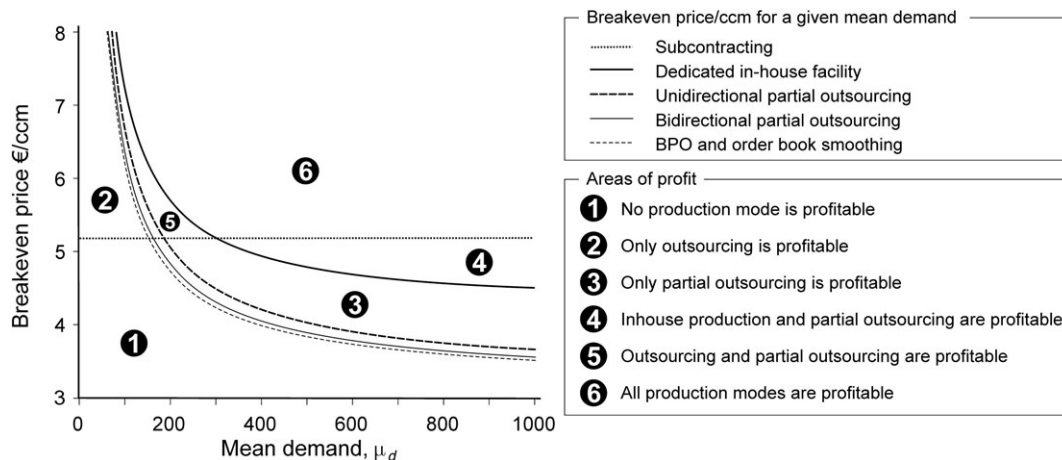 Breakeven price €/ccm
8
7
6
5
4
3
0
200
400
600
800
1000
Mean demand, μd
1
2
3
4
5
6
Breakeven price/ccm for a given mean demand
Subcontracting
Dedicated in-house facility
Unidirectional partial outsourcing
Bidirectional partial outsourcing
BPO and order book smoothing
Areas of profit
1 No production mode is profitable
2 Only outsourcing is profitable
3 Only partial outsourcing is profitable
4 Inhouse production and partial outsourcing are profitable
5 Outsourcing and partial outsourcing are profitable
6 All production modes are profitable